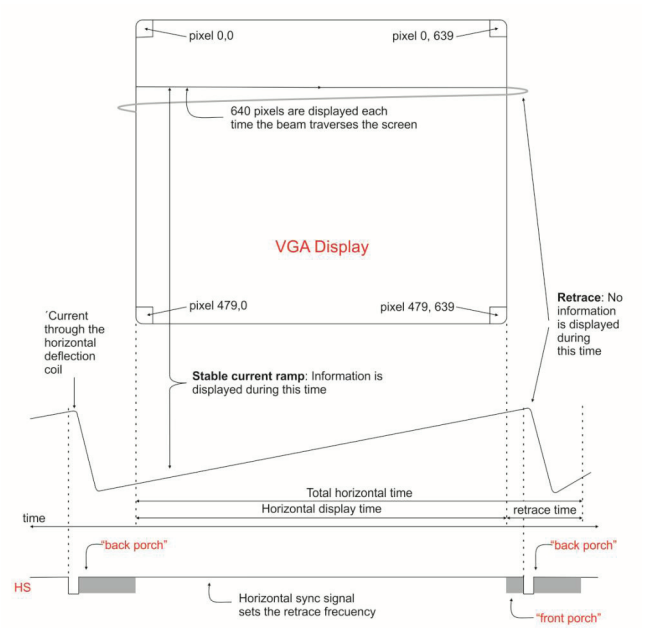 pixel 0,0
pixel 0, 639
640 pixels are displayed each
time the beam traverses the screen
VGA Display
pixel 479,0
pixel 479, 639
Retrace: No
information
is displayed
during
this time
´Current
through the
horizontal
deflection
coil
Stable current ramp: Information is
displayed during this time
Total horizontal time
Horizontal display time
retrace time
time
"back porch"
"back porch"
HS
Horizontal sync signal
sets the retrace frecuency
"front porch"